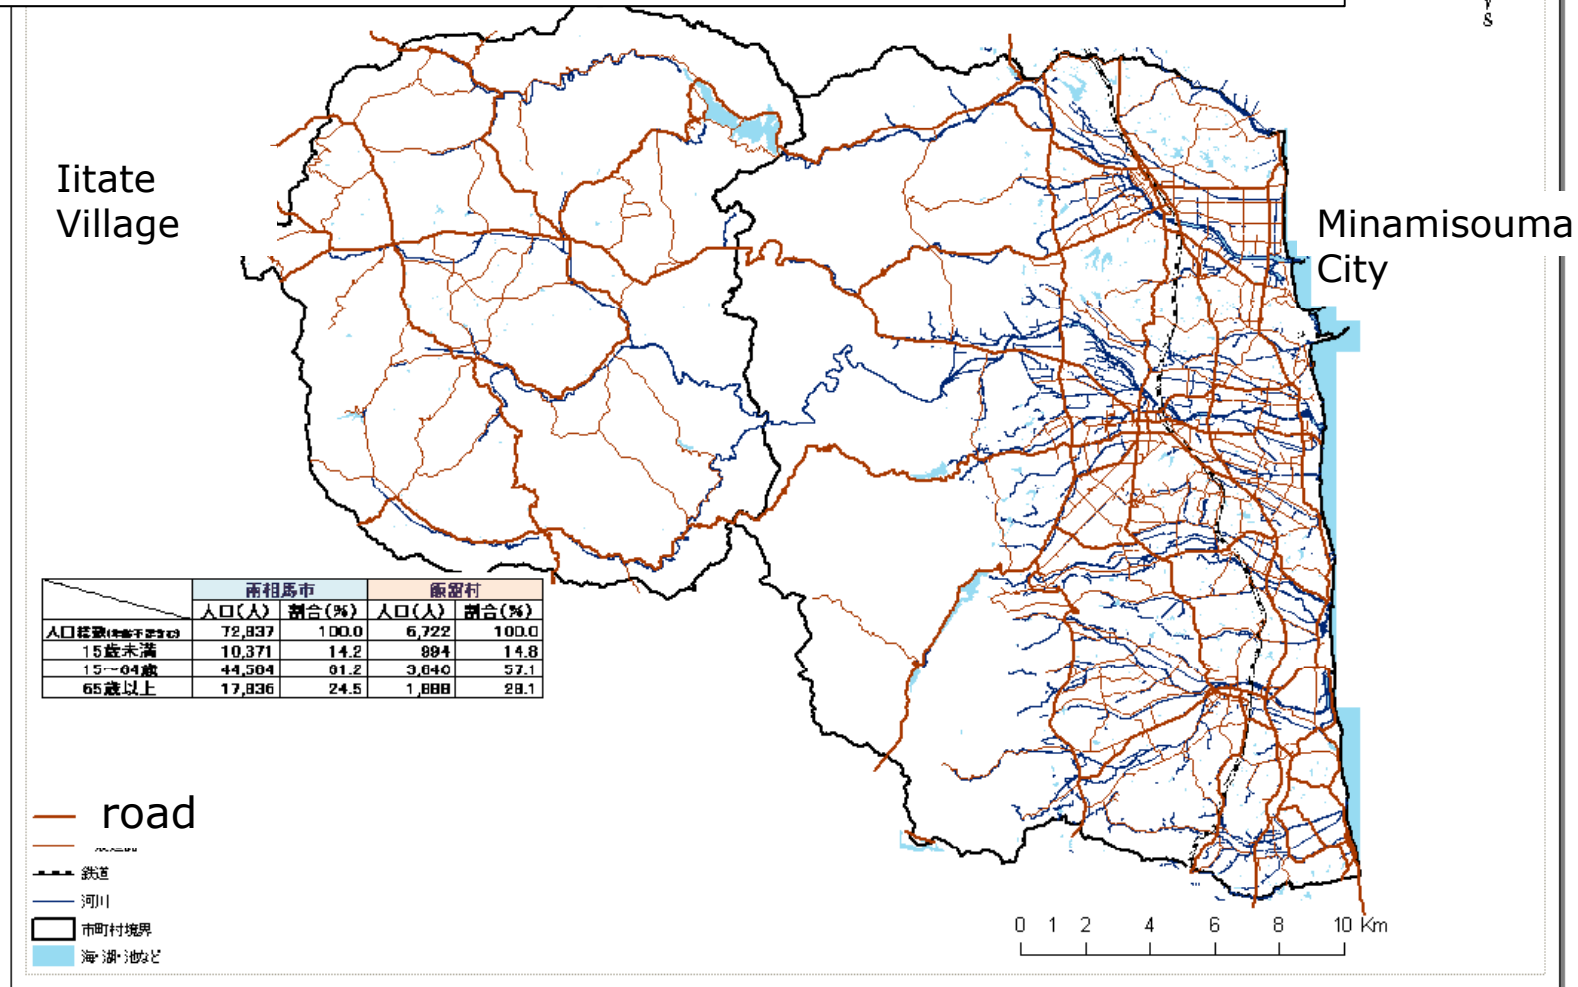 y
&
Iitate
Village
Minamisouma
City
南相馬市 飯舘村
人口(人) 割合(%) 人口(人) 割合(%)
人口総数 72,837 100.0 6,722 100.0
15歳未満 10,371 14.2 994 14.8
15～64歳 44,564 61.2 3,840 57.1
65歳以上 17,836 24.5 1,888 28.1
road
鉄道
河川
市町村境界
海・湖・池など
0 1 2 4 6 8 10 Km